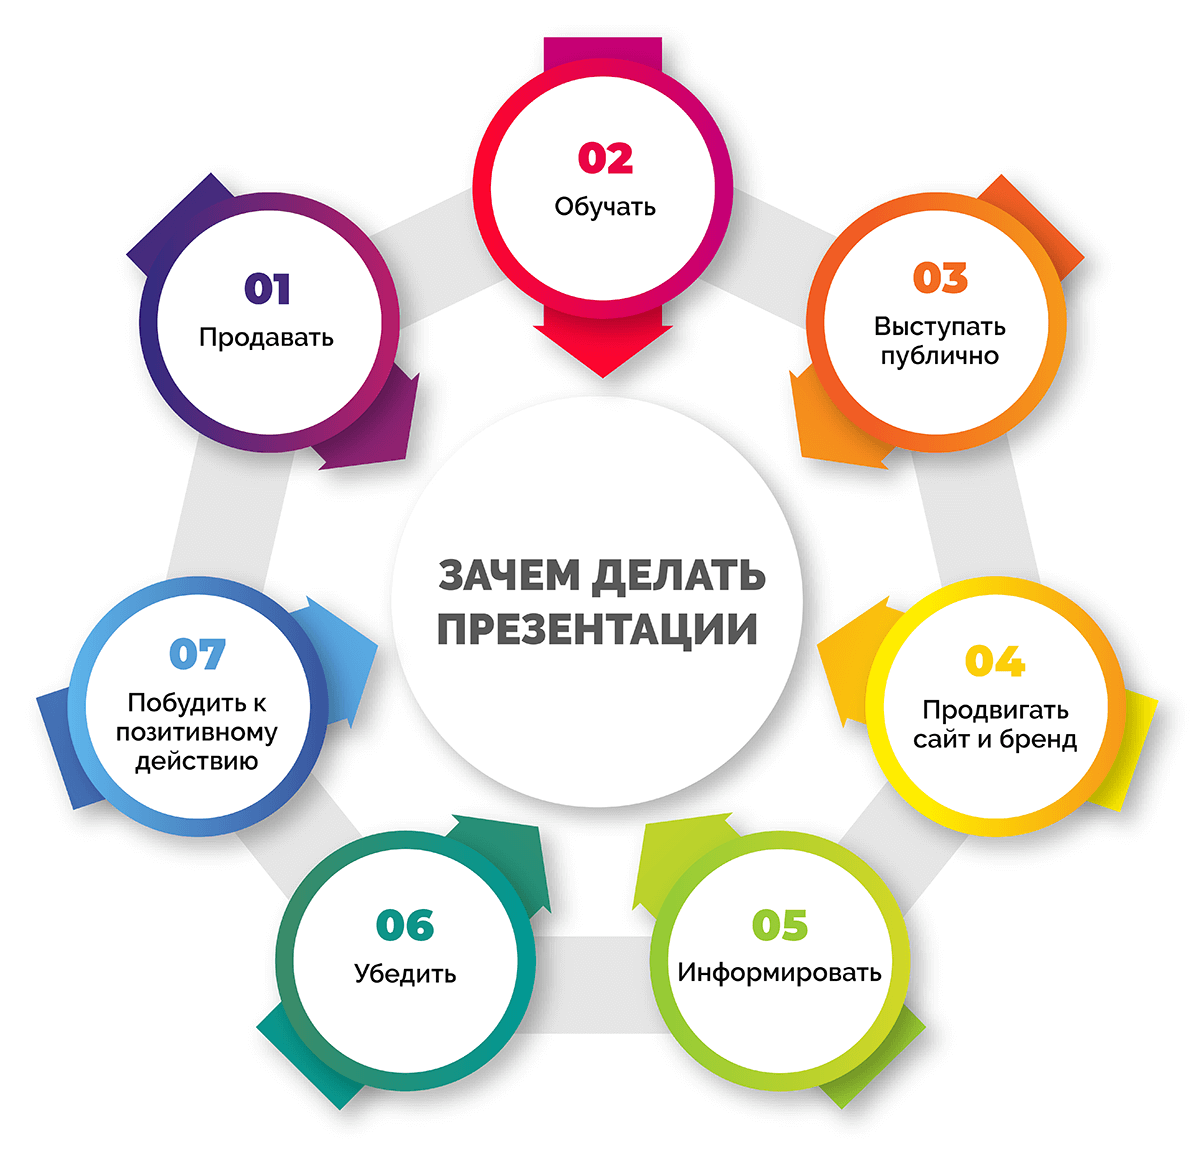 ЗАЧЕМ ДЕЛАТЬ
ПРЕЗЕНТАЦИИ
01
Продавать
02
Обучать
03
Выступать
публично
04
Продвигать
сайт и бренд
05
Информировать
06
Убедить
07
Побудить к
позитивному
действию